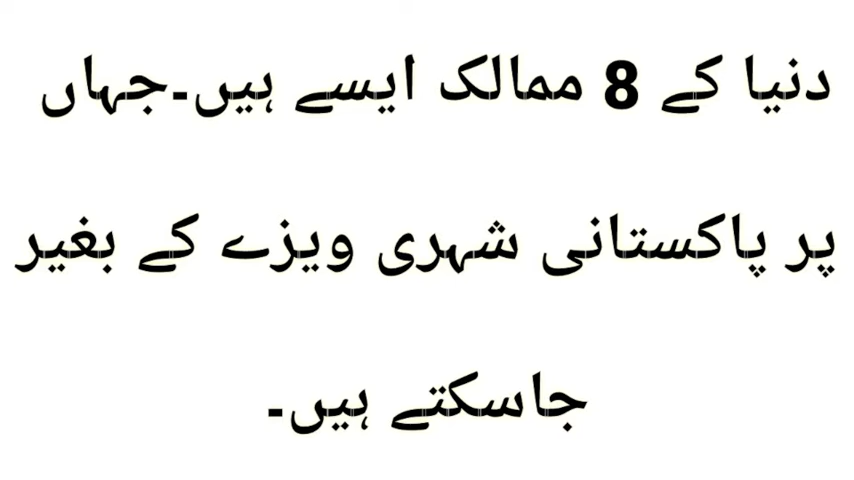 دنیا کے 8 ممالک ایسے ہیں۔جہاں
پر پاکستانی شہری ویزے کے بغیر
جاسکتے ہیں۔